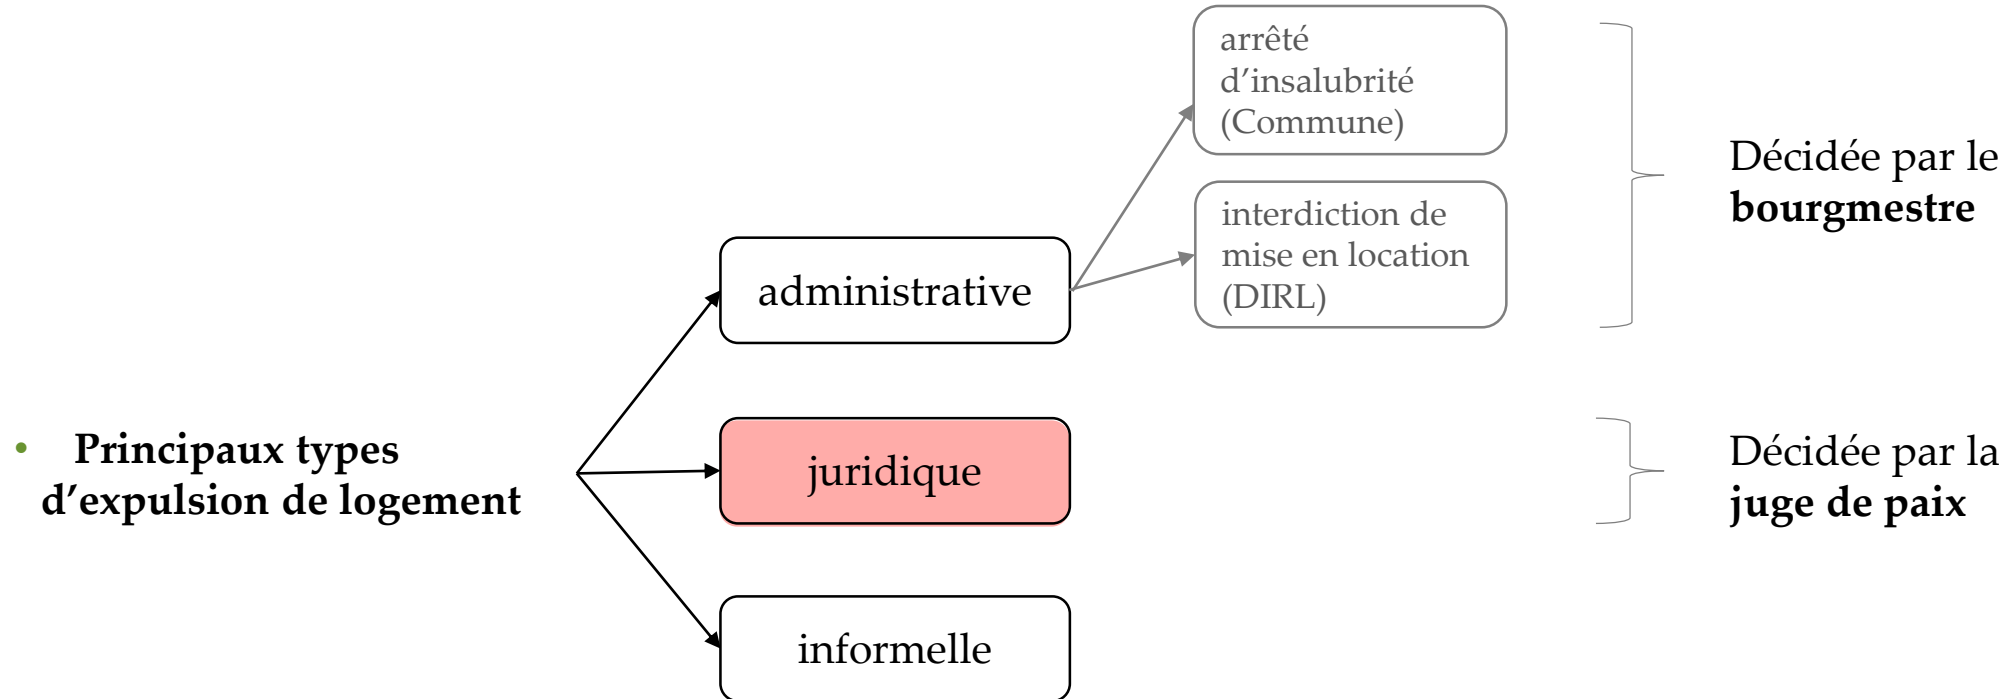 arrêté
d’insalubrité
(Commune)
Décidée par le
bourgmestre
interdiction de
mise en location
(DIRL)
administrative
• Principaux types
d’expulsion de logement
juridique
Décidée par la
juge de paix
informelle